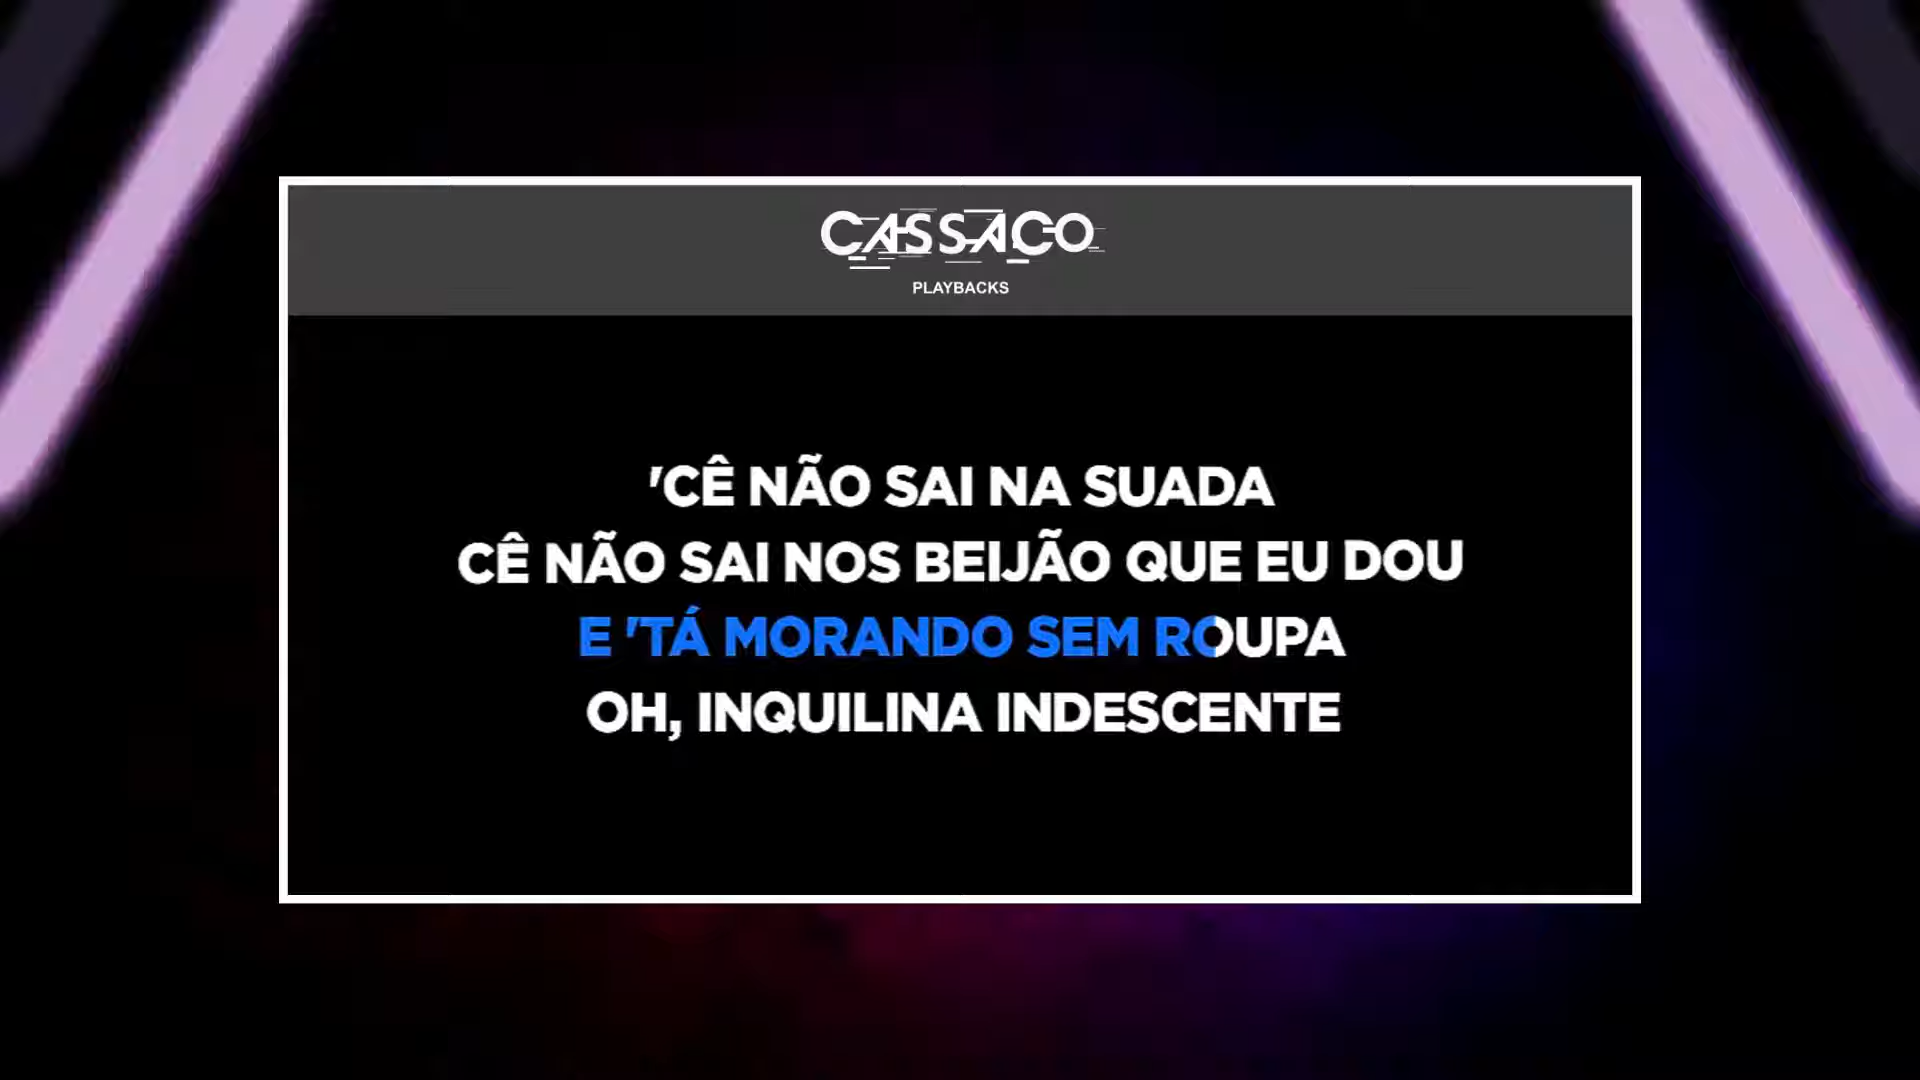 CASSACO
PLAYBACKS
'CÊ NÃO SAI NA SUADA
CÊ NÃO SAI NOS BEIJÃO QUE EU DOU
E 'TÁ MORANDO SEM ROUPA
OH, INQUILINA INDESCENTE